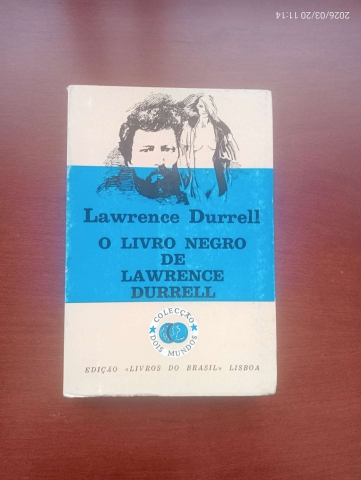 2026/03/20 11:14
Lawrence Durrell
O LIVRO NEGRO
DE
LAWRENCE
DURRELL
COLECÇÃO
DOIS MUNDOS
EDIÇÃO «LIVROS DO BRASIL» LISBOA